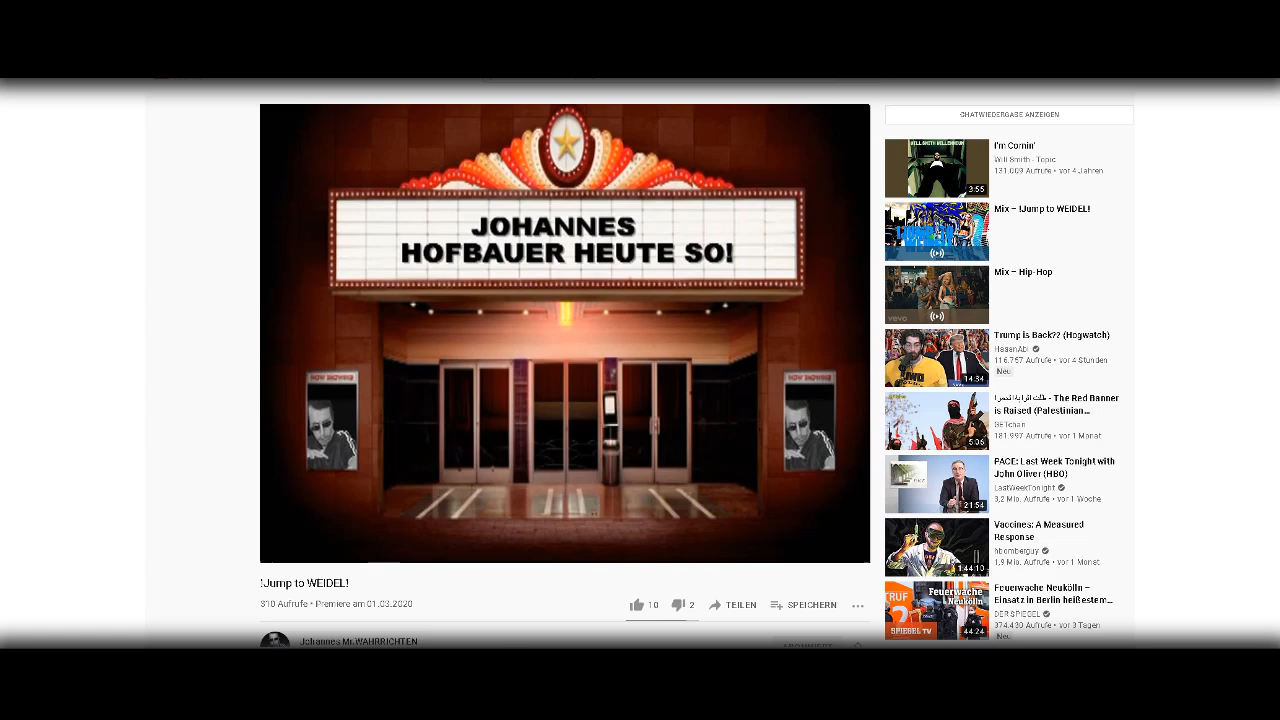 JOHANNES
HOFBAUER HEUTE SO!
NOW SHOWING
NOW SHOWING
!Jump to WEIDEL!
Aufrufe • Premiere am 01.03.2020
10
2
TEILEN
SPEICHERN
Johannes Mr.WAHRRICHTEN
CHATWIEDERGABE ANZEIGEN
WILL SMITH WILLENNIUM
3:55
I'm Comin'
Will Smith - Topic
131.009 Aufrufe • vor 4 Jahren
Mix – !Jump to WEIDEL!
vevo
Mix – Hip-Hop
14:34
Trump is Back?? (Hogwatch)
HasanAbi
116.757 Aufrufe • vor 4 Stunden
Neu
5:06
- The Red Banner
is Raised (Palestinian...
GETchan
181.997 Aufrufe • vor 1 Monat
21:54
PACE: Last Week Tonight with
John Oliver (HBO)
LastWeekTonight
3,2 Mio. Aufrufe • vor 1 Woche
1:44:10
Vaccines: A Measured
Response
hbomberguy
1,9 Mio. Aufrufe • vor 1 Monat
Feuerwache
Neukölln
SPIEGEL TV
44:24
Feuerwache Neukölln –
Einsatz in Berlin heißestem...
DER SPIEGEL
374.430 Aufrufe • vor 3 Tagen
Neu